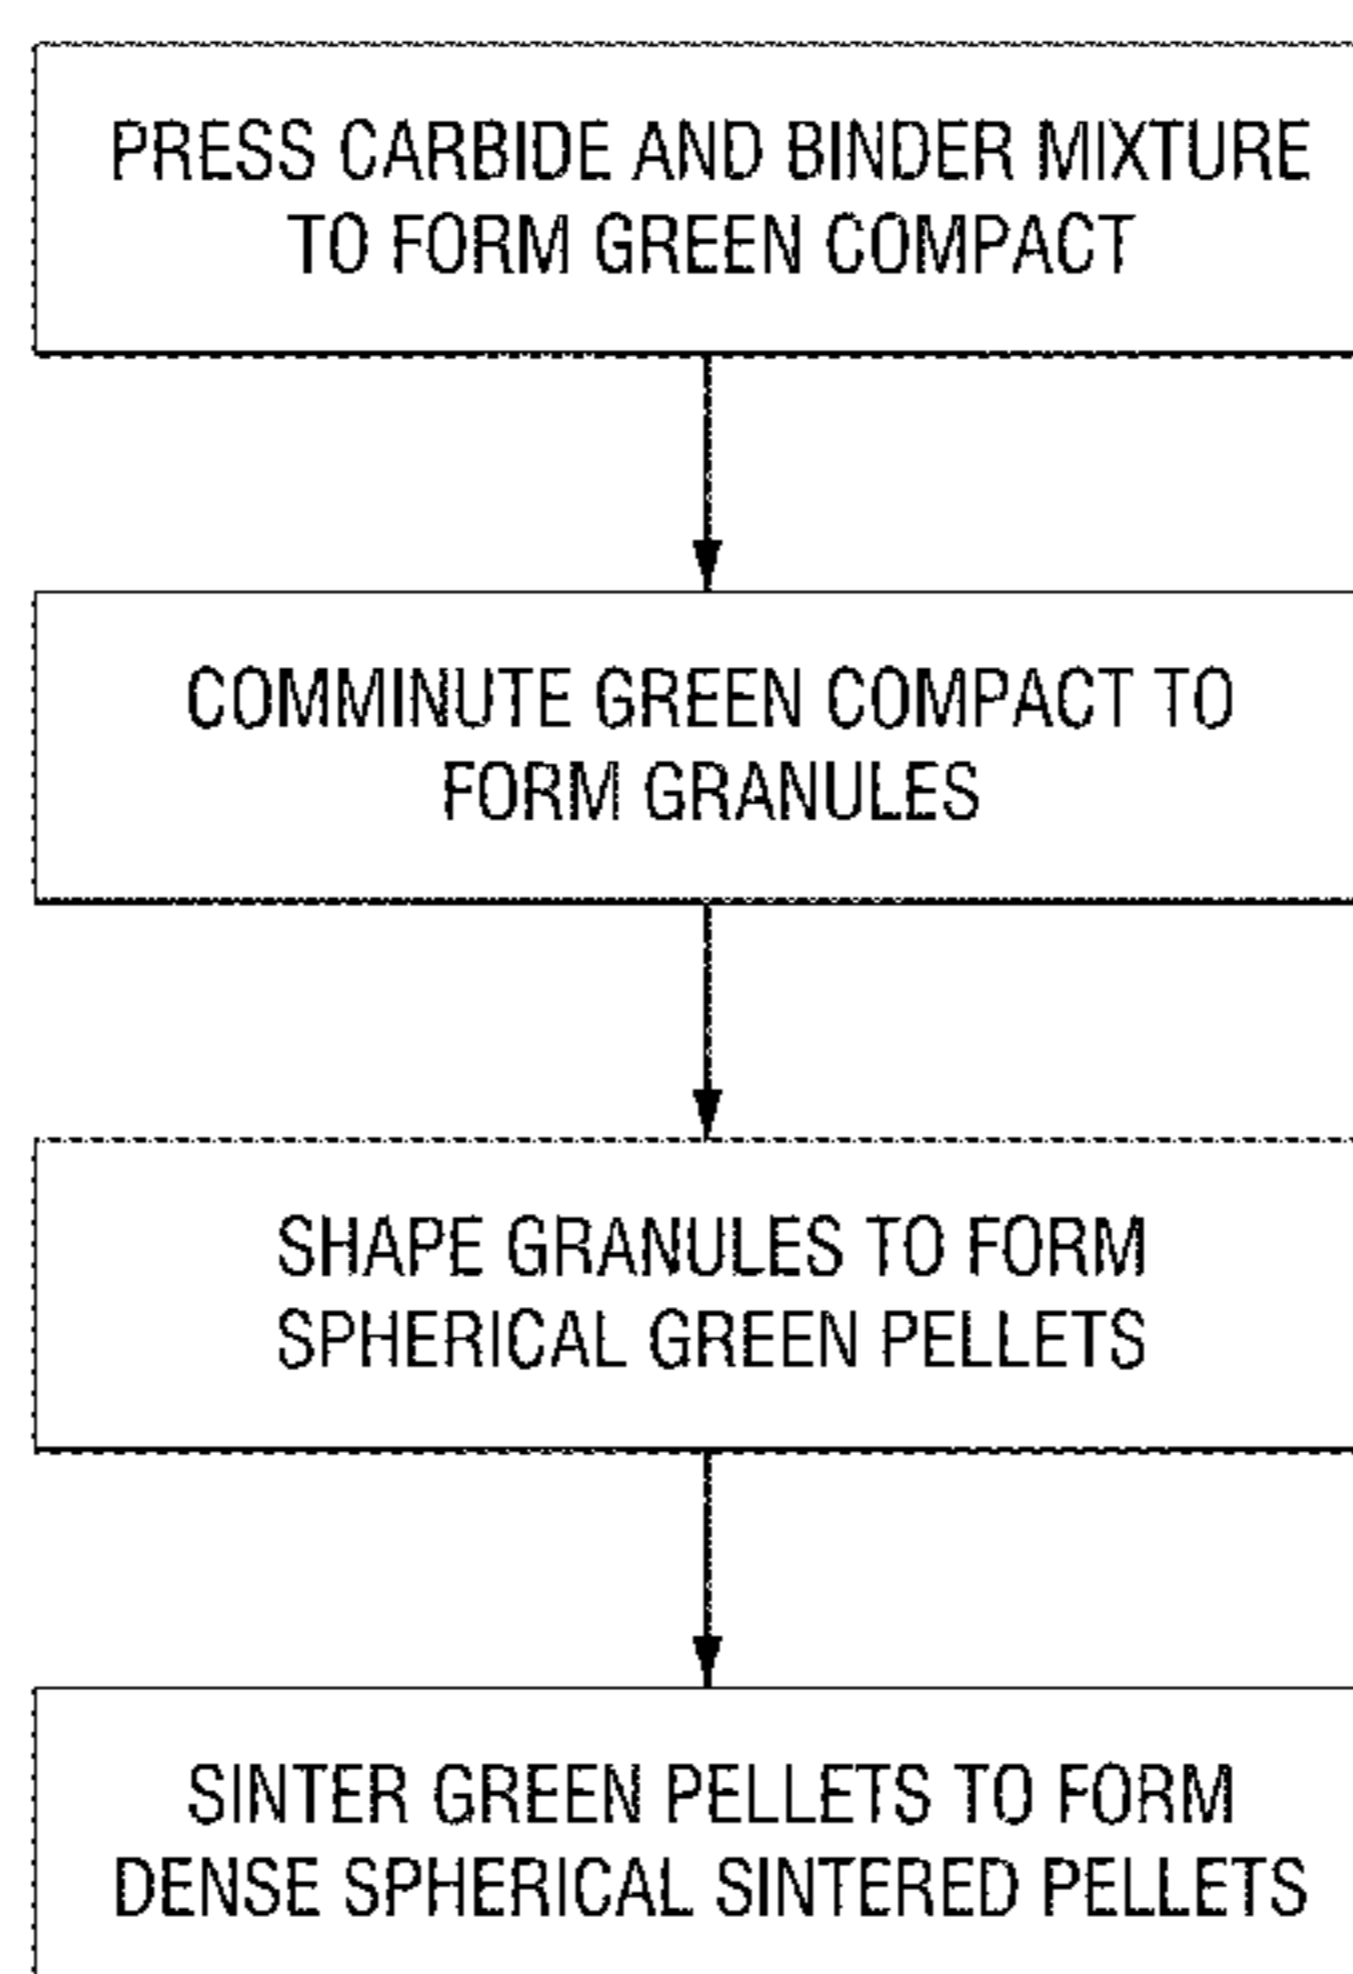 PRESS CARBIDE AND BINDER MIXTURE
TO FORM GREEN COMPACT
COMMINUTE GREEN COMPACT TO
FORM GRANULES
SHAPE GRANULES TO FORM
SPHERICAL GREEN PELLETS
SINTER GREEN PELLETS TO FORM
DENSE SPHERICAL SINTERED PELLETS